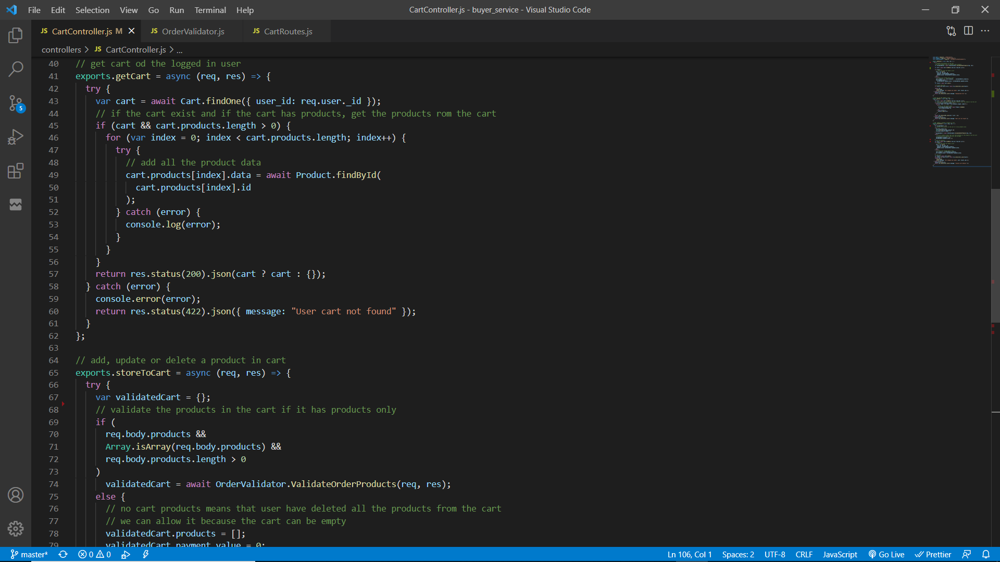 File Edit Selection View Go Run Terminal Help
CartController.js - buyer_service - Visual Studio Code
JS CartController.js M
JS OrderValidator.js
JS CartRoutes.js
controllers > JS CartController.js > ...
5
40 // get cart od the logged in user
41 exports.getCart = async (req, res) => {
42 try {
43 var cart = await Cart.findOne({ user_id: req.user._id });
44 // if the cart exist and if the cart has products, get the products rom the cart
45 if (cart && cart.products.length > 0) {
46 for (var index = 0; index < cart.products.length; index++) {
47 try {
48 // add all the product data
49 cart.products[index].data = await Product.findById(
50 cart.products[index].id
51 );
52 } catch (error) {
53 console.log(error);
54 }
55 }
56 }
57 return res.status(200).json(cart ? cart : {});
58 } catch (error) {
59 console.error(error);
60 return res.status(422).json({ message: "User cart not found" });
61 }
62 };
63
64 // add, update or delete a product in cart
65 exports.storeToCart = async (req, res) => {
66 try {
67 var validatedCart = {};
68 // validate the products in the cart if it has products only
69 if (
70 req.body.products &&
71 Array.isArray(req.body.products) &&
72 req.body.products.length > 0
73 )
74 validatedCart = await OrderValidator.ValidateOrderProducts(req, res);
75 else {
76 // no cart products means that user have deleted all the products from the cart
77 // we can allow it because the cart can be empty
78 validatedCart.products = [];
79 validatedCart.payment_value = 0;
master* 0 0 Ln 106, Col 1 Spaces: 2 UTF-8 CRLF JavaScript Go Live Prettier